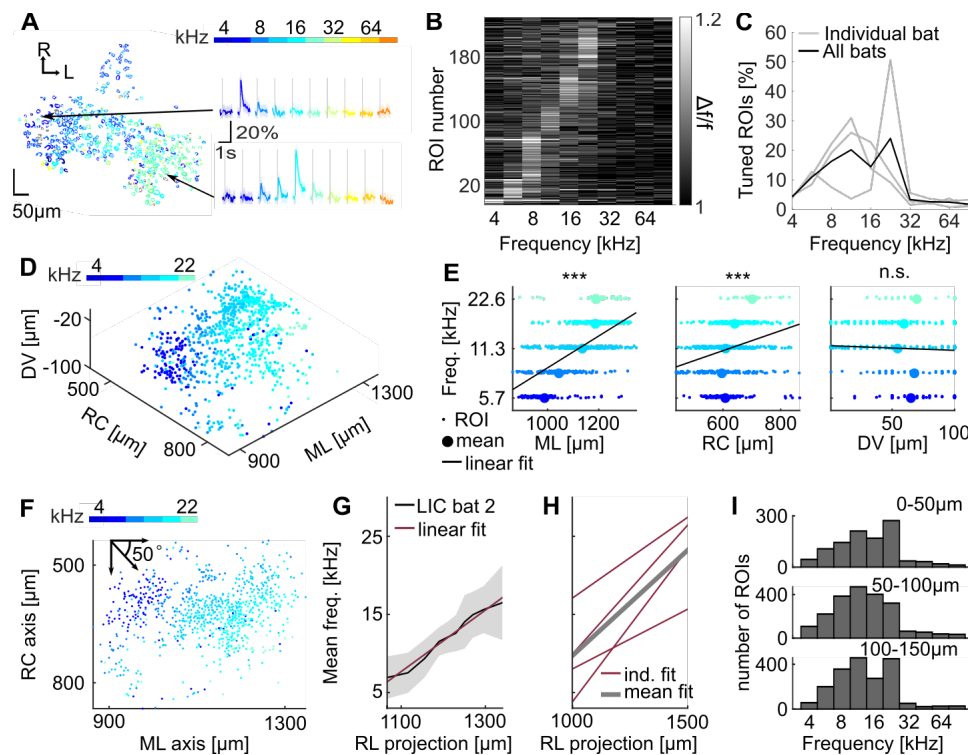 A
kHz 4 8 16 32 64
R
L
20%
1s
50µm
B
ROI number
220
180
100
20
4 8 16 32 64
Frequency [kHz]
1.2
Δf/f
1
C
Individual bat
All bats
Tuned ROIs [%]
60
50
40
30
20
10
0
4 8 16 32 64
Frequency [kHz]
D
kHz 4 22
DV [µm]
-20
-100
500
RC [µm]
800
900
ML [µm]
1300
E
*** *** n.s.
Freq. [kHz]
22.6
11.3
5.7
ROI
mean
linear fit
1000 1200
ML [µm]
400 600 800
RC [µm]
50 100
DV [µm]
F
kHz 4 22
50°
RC axis [µm]
500
800
900 1300
ML axis [µm]
G
LIC bat 2
linear fit
Mean freq. [kHz]
25
15
5
1100 1300
RL projection [µm]
H
ind. fit
mean fit
1000 1500
RL projection [µm]
I
0-50µm
300
0
50-100µm
400
0
100-150µm
400
0
number of ROIs
4 8 16 32 64
Frequency [kHz]